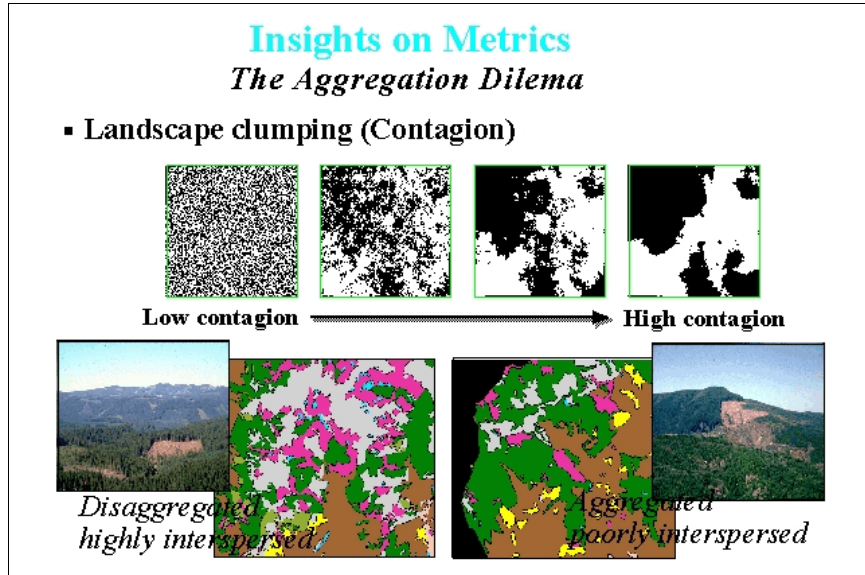 Insights on Metrics
The Aggregation Dilema
▪ Landscape clumping (Contagion)
Low contagion
High contagion
Disaggregated
highly interspersed
Aggregated
poorly interspersed